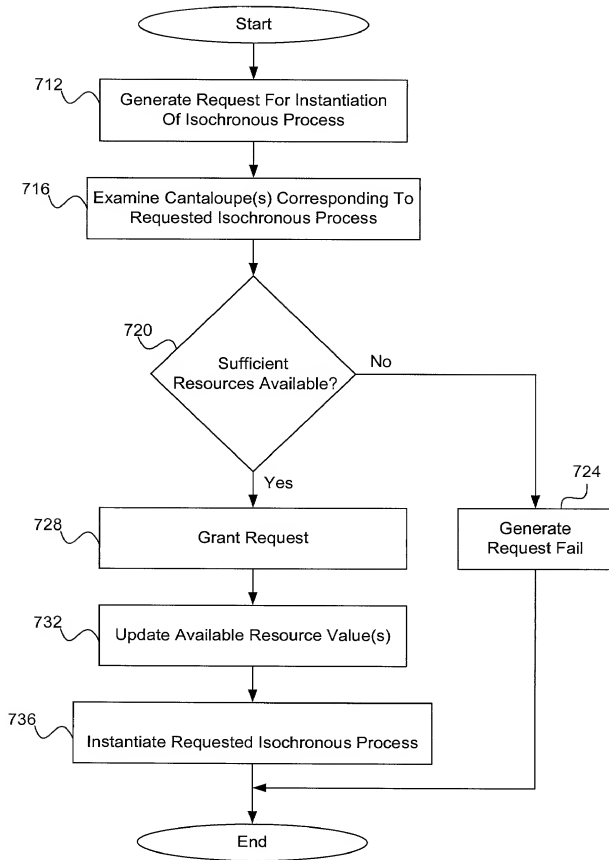 Start
712
Generate Request For Instantiation
Of Isochronous Process
716
Examine Cantaloupe(s) Corresponding To
Requested Isochronous Process
720
Sufficient
Resources Available?
No
Yes
724
Generate
Request Fail
728
Grant Request
732
Update Available Resource Value(s)
736
Instantiate Requested Isochronous Process
End